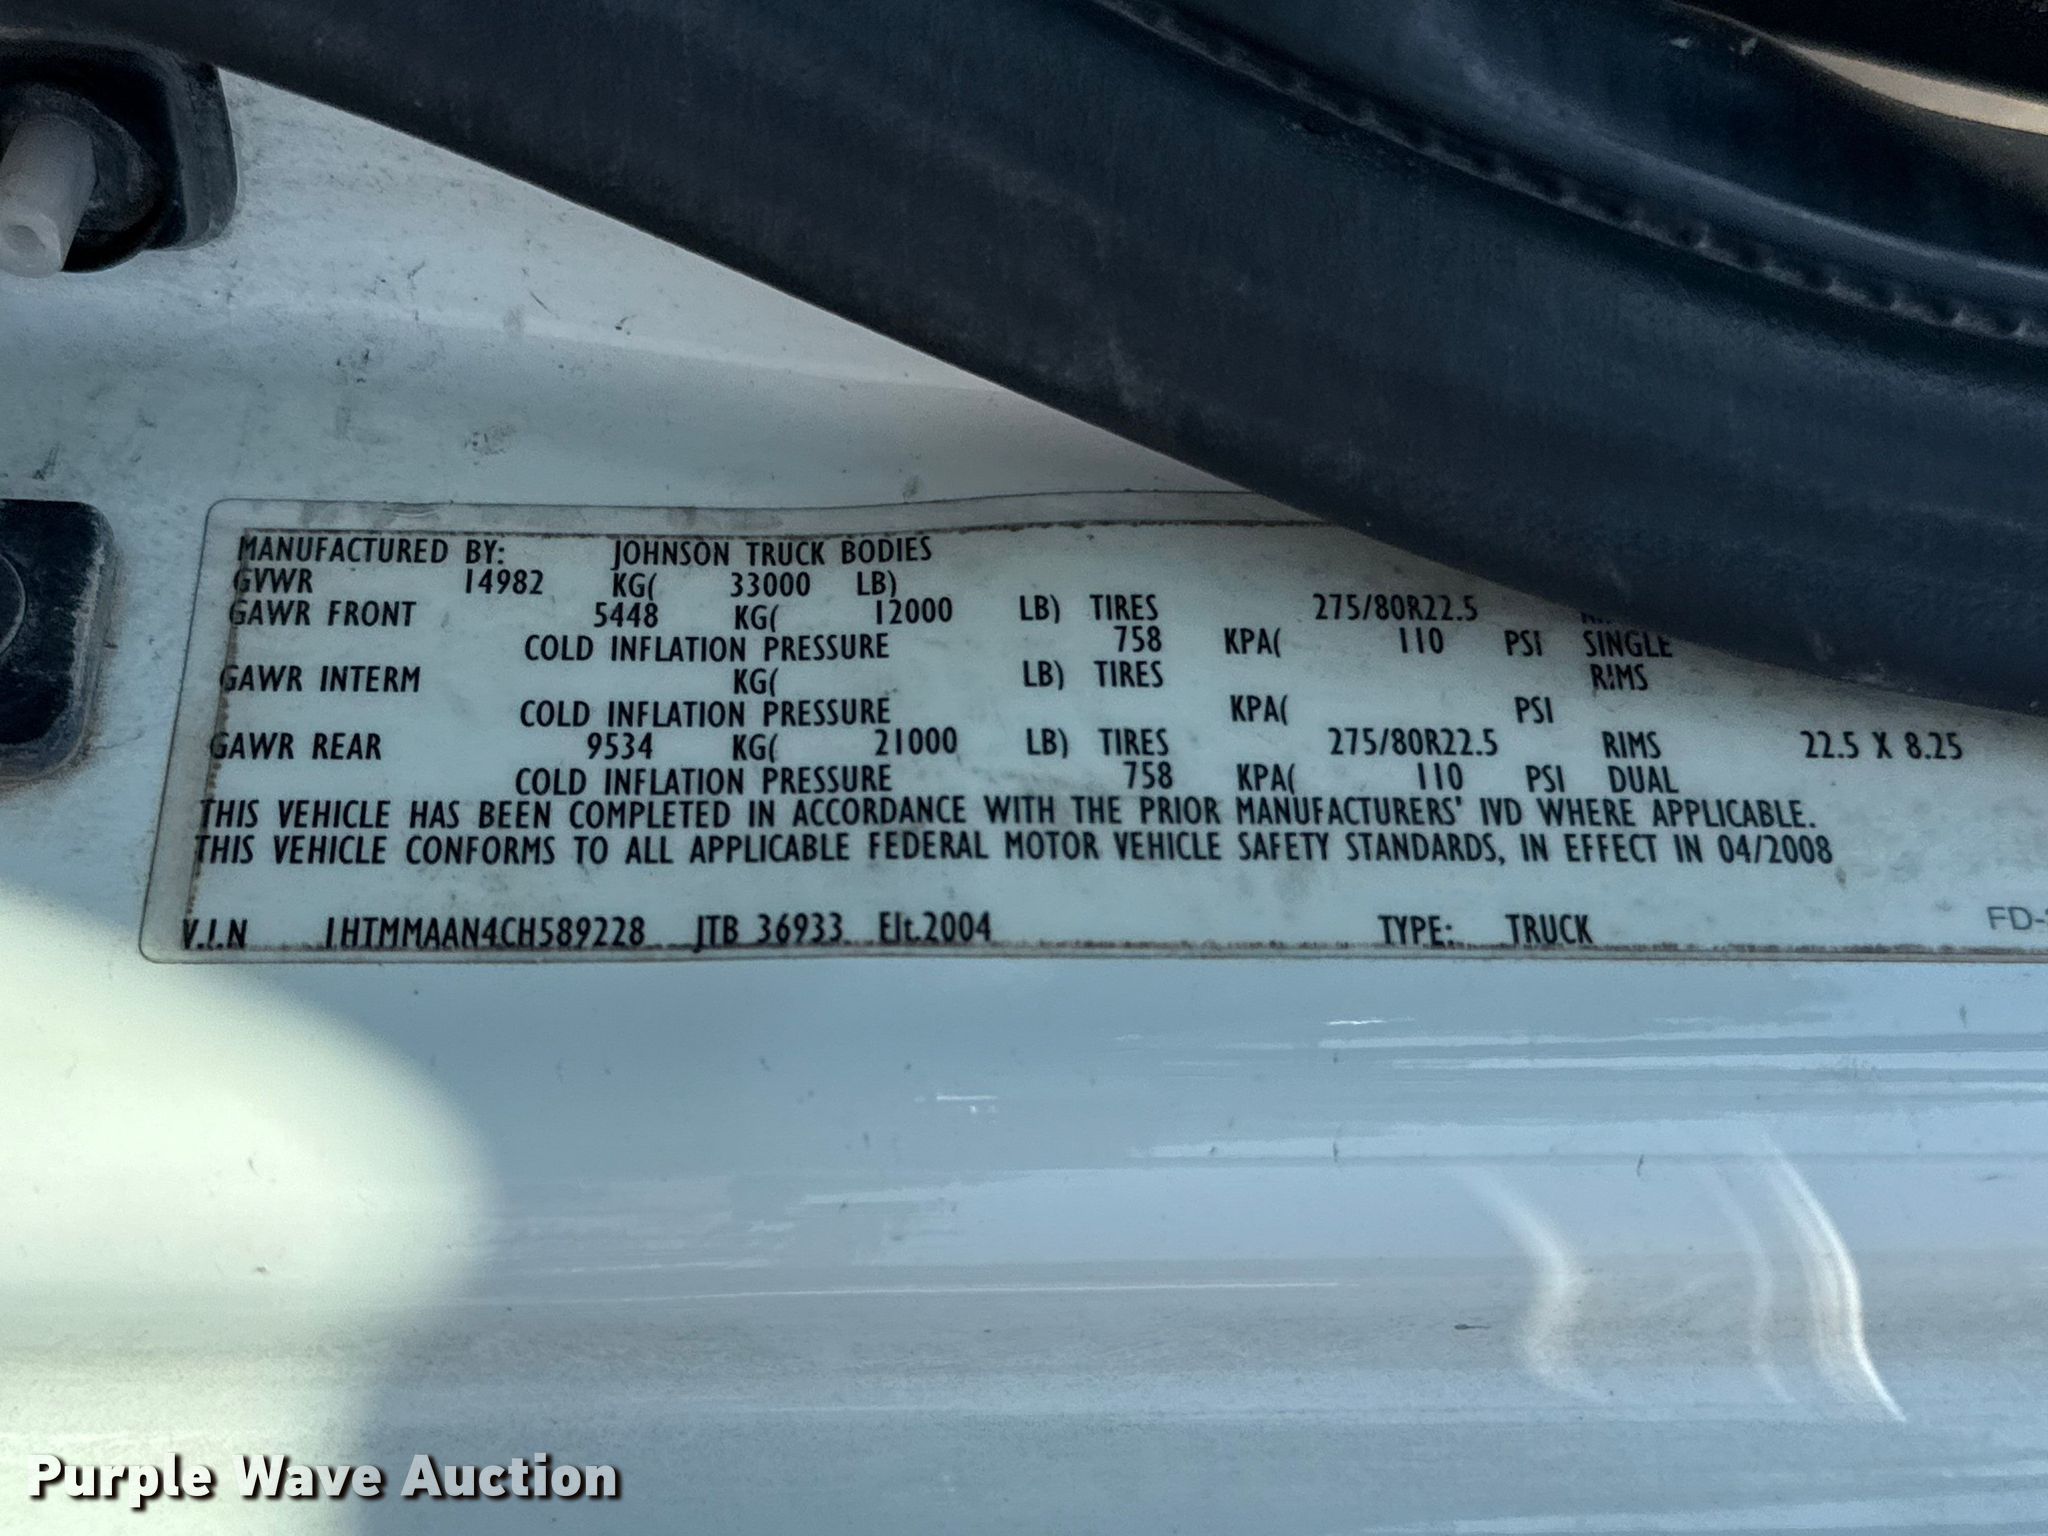 MANUFACTURED BY: JOHNSON TRUCK BODIES
GVWR 14982 KG( 33000 LB)
GAWR FRONT 5448 KG( 12000 LB) TIRES 275/80R22.5
COLD INFLATION PRESSURE 758 KPA( 110 PSI SINGLE
GAWR INTERM KG( LB) TIRES RIMS
COLD INFLATION PRESSURE KPA( PSI
GAWR REAR 9534 KG( 21000 LB) TIRES 275/80R22.5 RIMS 22.5 X 8.25
COLD INFLATION PRESSURE 758 KPA( 110 PSI DUAL
THIS VEHICLE HAS BEEN COMPLETED IN ACCORDANCE WITH THE PRIOR MANUFACTURERS' IVD WHERE APPLICABLE.
THIS VEHICLE CONFORMS TO ALL APPLICABLE FEDERAL MOTOR VEHICLE SAFETY STANDARDS, IN EFFECT IN 04/2008
V.I.N 1HTMMAAN4CH589228 JTB 36933 Elt.2004 TYPE: TRUCK
Purple Wave Auction